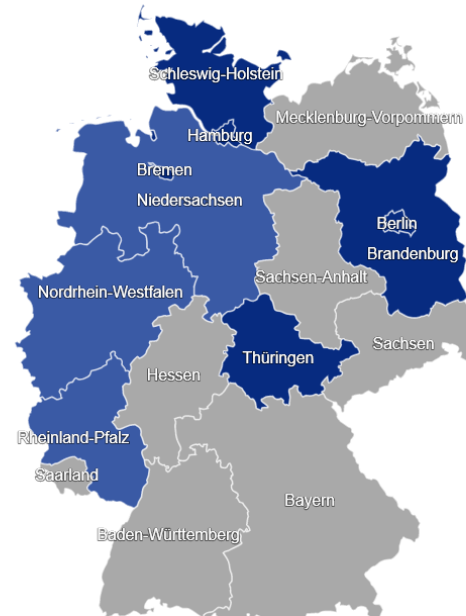 Schleswig-Holstein
Hamburg
Mecklenburg-Vorpommern
Bremen
Niedersachsen
Berlin
Brandenburg
Sachsen-Anhalt
Nordrhein-Westfalen
Sachsen
Thüringen
Hessen
Rheinland-Pfalz
Saarland
Bayern
Baden-Württemberg